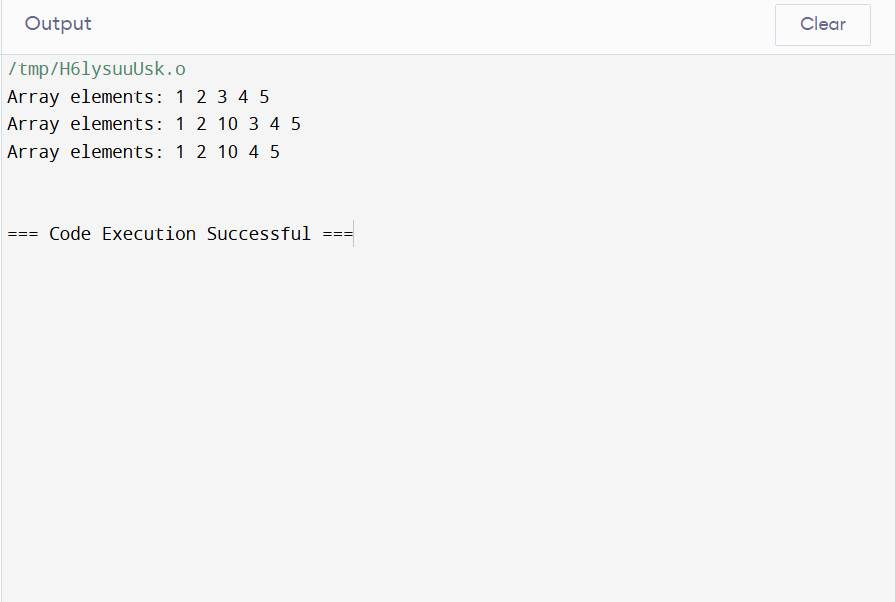 Output
Clear
/tmp/H6lysuuUsk.o
Array elements: 1 2 3 4 5
Array elements: 1 2 10 3 4 5
Array elements: 1 2 10 4 5
=== Code Execution Successful ===